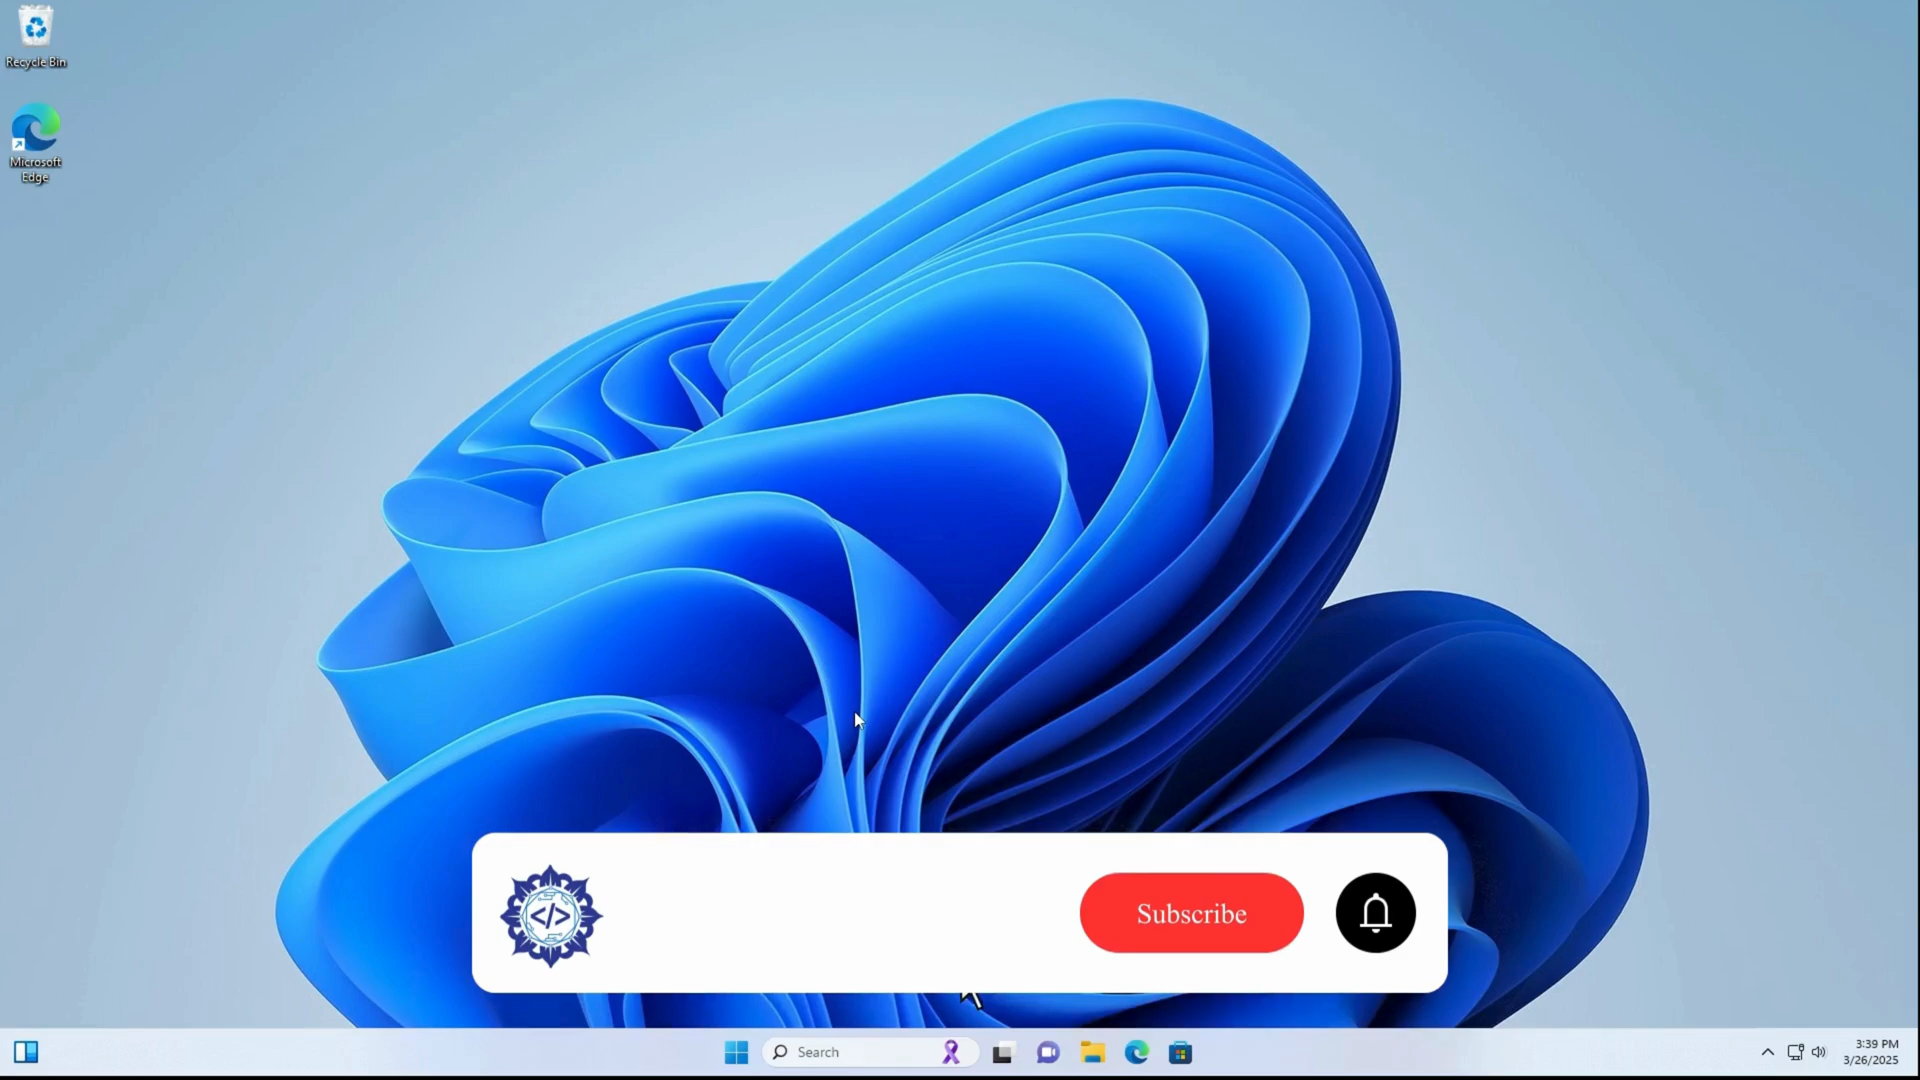 Recycle Bin
Microsoft
Edge
</>
Subscribe
Search
3:39 PM
3/26/2025